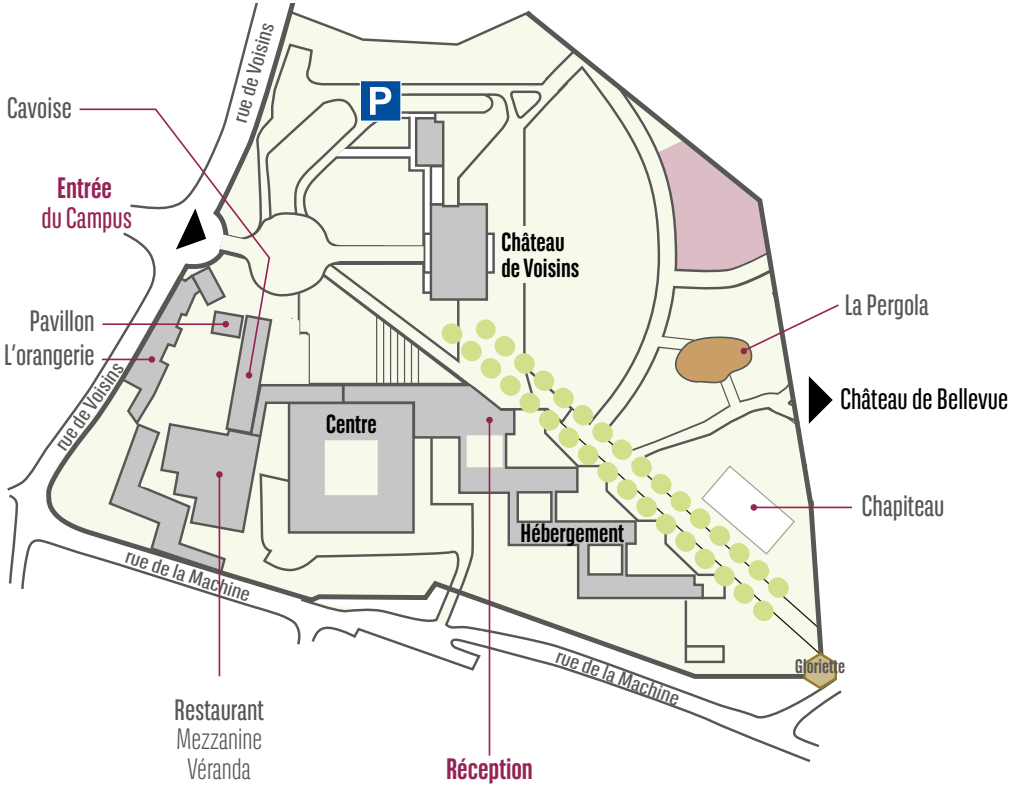 rue de Voisins
P
Cavoise
Entrée
du Campus
Château
de Voisins
Pavillon
L'orangerie
La Pergola
rue de Voisins
Château de Bellevue
Centre
Chapiteau
Hébergement
rue de la Machine
rue de la Machine
Gloriette
Restaurant
Mezzanine
Véranda
Réception